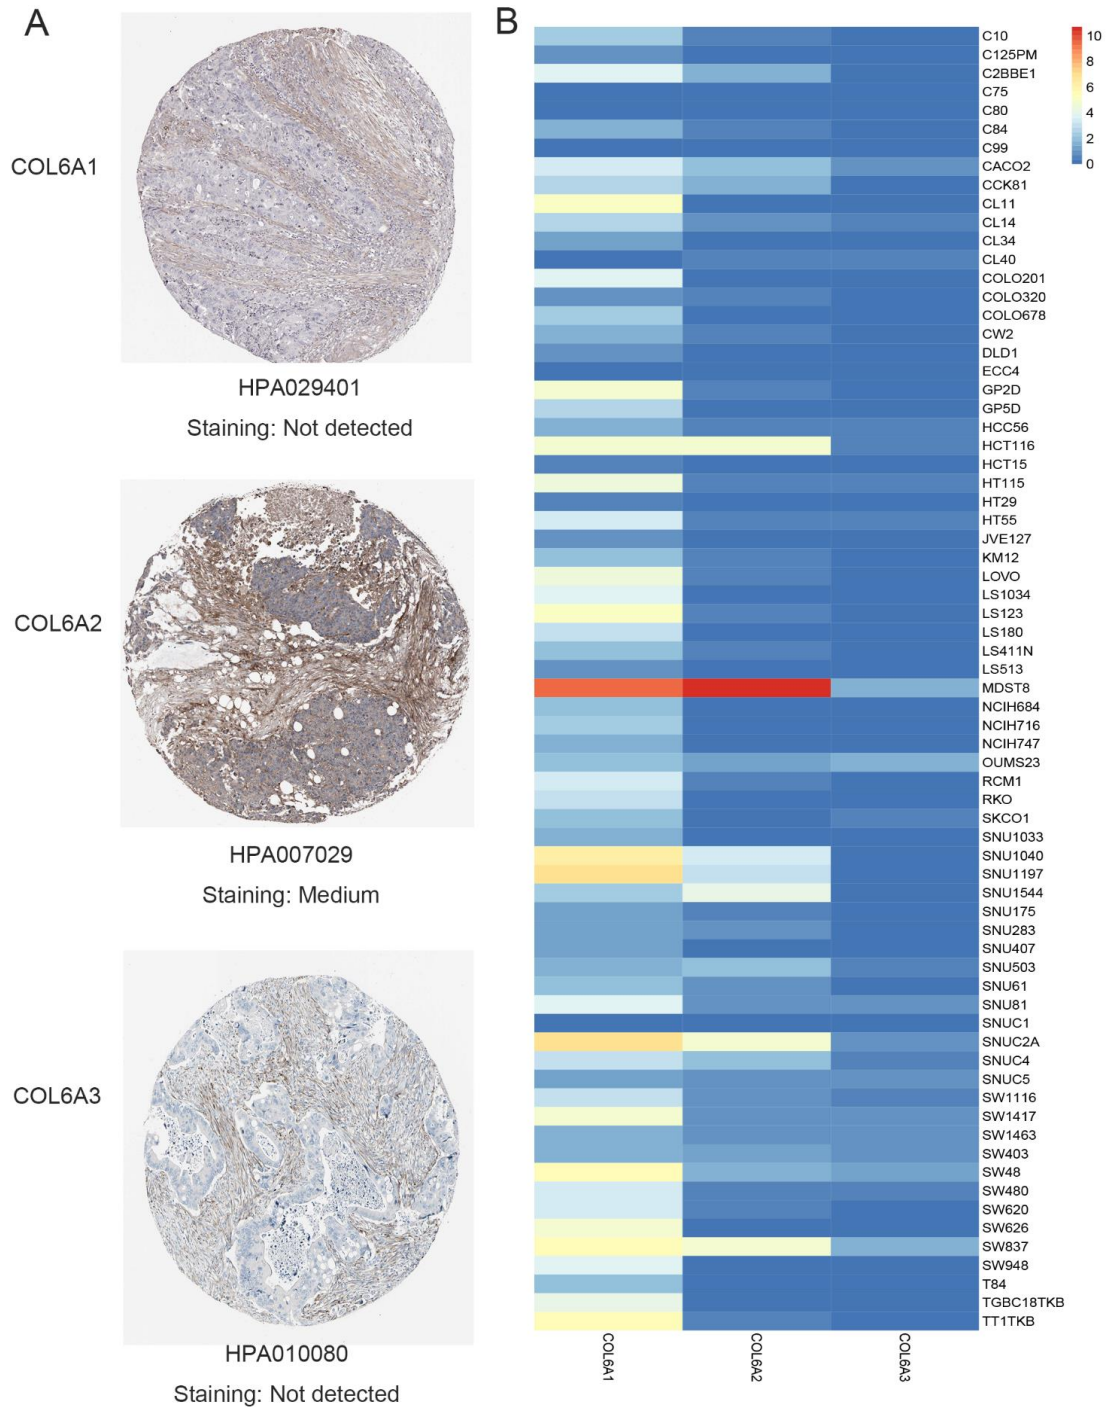 A
COL6A1
HPA029401
Staining: Not detected
COL6A2
HPA007029
Staining: Medium
COL6A3
HPA010080
Staining: Not detected
B
C10
C125PM
C2BBE1
C75
C80
C84
C99
CACO2
CCK81
CL11
CL14
CL34
CL40
COLO201
COLO320
COLO678
CW2
DLD1
ECC4
GP2D
GP5D
HCC56
HCT116
HCT15
HT115
HT29
HT55
JVE127
KM12
LOVO
LS1034
LS123
LS180
LS411N
LS513
MDST8
NCIH684
NCIH716
NCIH747
OUMS23
RCM1
RKO
SKCO1
SNU1033
SNU1040
SNU1197
SNU1544
SNU175
SNU283
SNU407
SNU503
SNU61
SNU81
SNUC1
SNUC2A
SNUC4
SNUC5
SW1116
SW1417
SW1463
SW403
SW48
SW480
SW620
SW626
SW837
SW948
T84
TGBC18TKB
TT1TKB
COL6A1
COL6A2
COL6A3
10
8
6
4
2
0